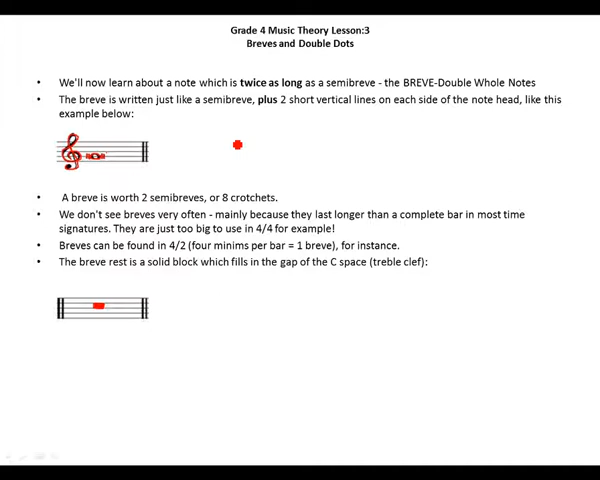 Grade 4 Music Theory Lesson:3
Breves and Double Dots
• We'll now learn about a note which is twice as long as a semibreve - the BREVE-Double Whole Notes
• The breve is written just like a semibreve, plus 2 short vertical lines on each side of the note head, like this
example below:
• A breve is worth 2 semibreves, or 8 crotchets.
• We don't see breves very often - mainly because they last longer than a complete bar in most time
signatures. They are just too big to use in 4/4 for example!
• Breves can be found in 4/2 (four minims per bar = 1 breve), for instance.
• The breve rest is a solid block which fills in the gap of the C space (treble clef):